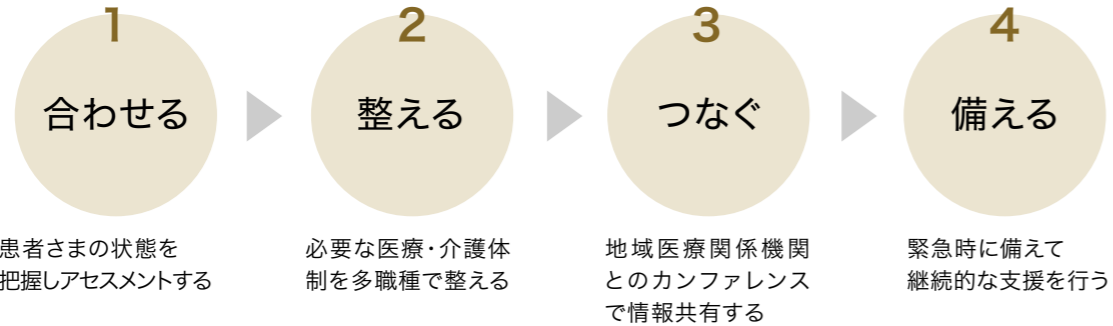 1
合わせる
患者さまの状態を
把握しアセスメントする
2
整える
必要な医療・介護体
制を多職種で整える
3
つなぐ
地域医療関係機関
とのカンファレンス
で情報共有する
4
備える
緊急時に備えて
継続的な支援を行う